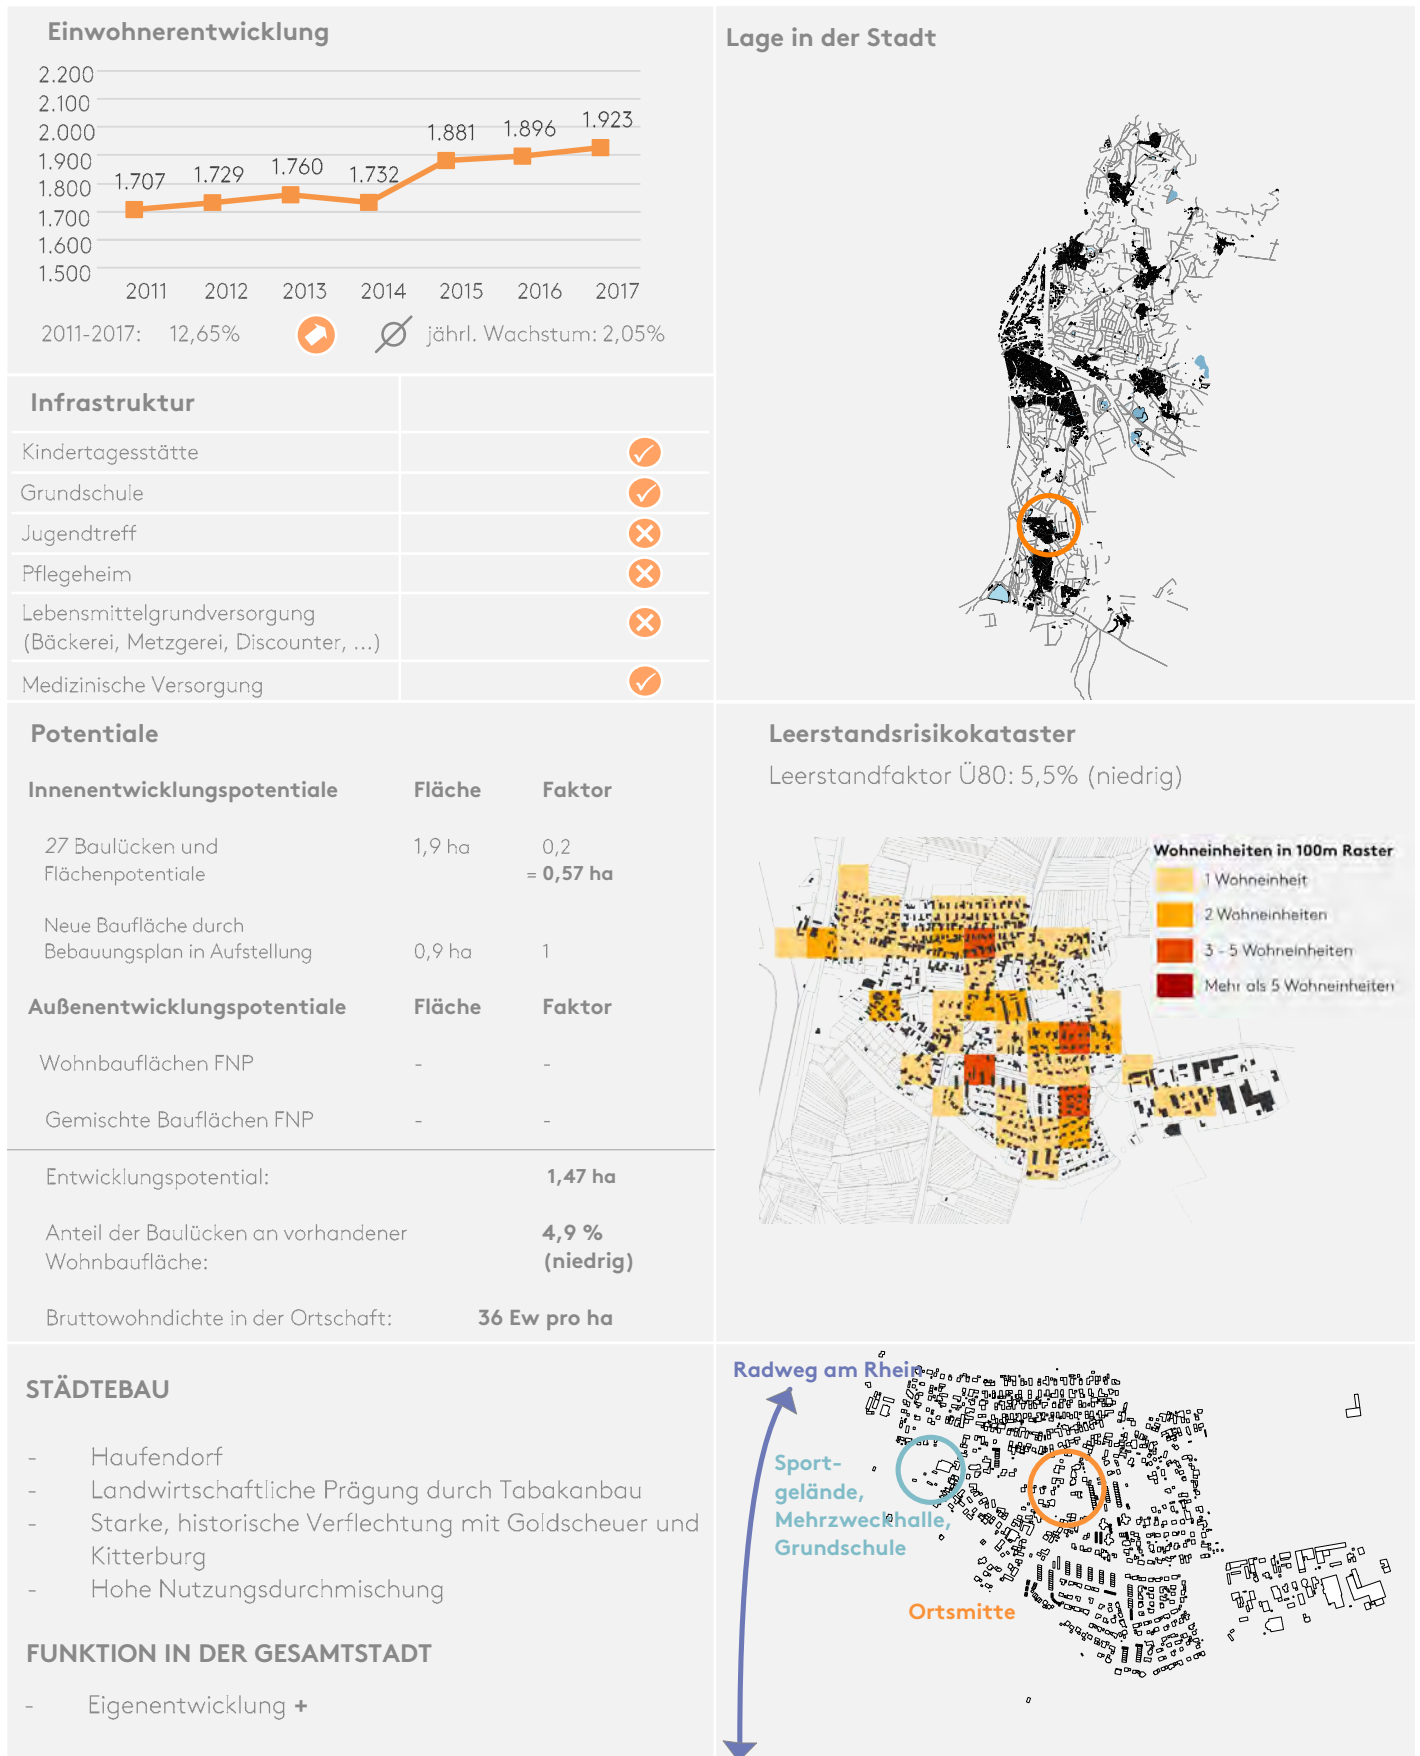 Einwohnerentwicklung
2.200
2.100
2.000
1.900
1.800
1.700
1.600
1.500
1.707
1.729
1.760
1.732
1.881
1.896
1.923
2011 2012 2013 2014 2015 2016 2017
2011-2017: 12,65% jährl. Wachstum: 2,05%
Lage in der Stadt
Infrastruktur
Kindertagesstätte
Grundschule
Jugendtreff
Pflegeheim
Lebensmittelgrundversorgung
(Bäckerei, Metzgerei, Discounter, ...)
Medizinische Versorgung
Potentiale
Innenentwicklungspotentiale Fläche Faktor
27 Baulücken und 1,9 ha 0,2
Flächenpotentiale = 0,57 ha
Neue Baufläche durch
Bebauungsplan in Aufstellung 0,9 ha 1
Außenentwicklungspotentiale Fläche Faktor
Wohnbauflächen FNP - -
Gemischte Bauflächen FNP - -
Entwicklungspotential: 1,47 ha
Anteil der Baulücken an vorhandener 4,9 %
Wohnbaufläche: (niedrig)
Bruttowohndichte in der Ortschaft: 36 Ew pro ha
Leerstandsrisikokataster
Leerstandfaktor Ü80: 5,5% (niedrig)
Wohneinheiten in 100m Raster
1 Wohneinheit
2 Wohneinheiten
3 - 5 Wohneinheiten
Mehr als 5 Wohneinheiten
STÄDTEBAU
- Haufendorf
- Landwirtschaftliche Prägung durch Tabakanbau
- Starke, historische Verflechtung mit Goldscheuer und
Kitterburg
- Hohe Nutzungsdurchmischung
FUNKTION IN DER GESAMTSTADT
- Eigenentwicklung +
Radweg am Rhein
Sport-
gelände,
Mehrzweckhalle,
Grundschule
Ortsmitte